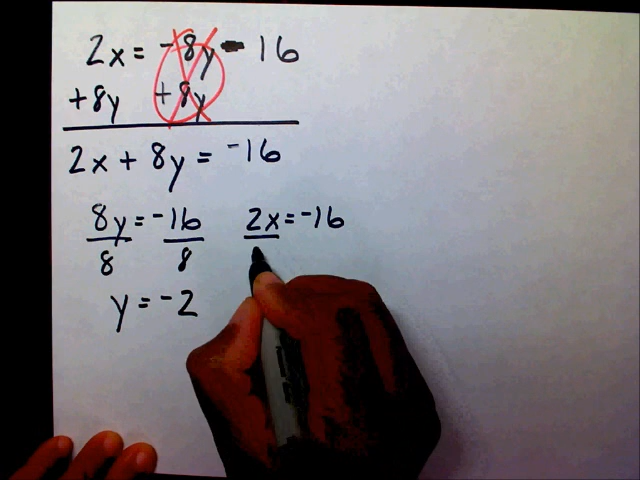 2x = -8y - 16
+8y +8y
2x + 8y = -16
8y = -16 2x = -16
8 8
y = -2